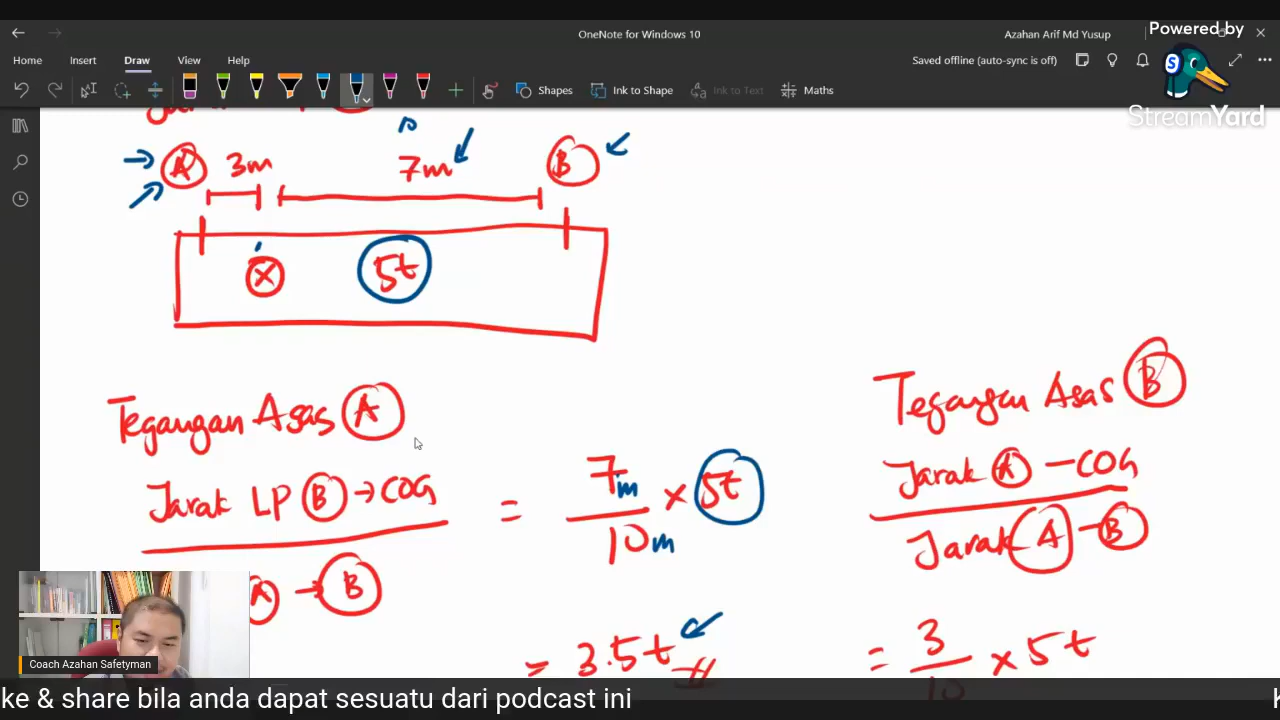 OneNote for Windows 10
Azahan Arif Md Yusup
Powered by
Home Insert Draw View Help
Saved offline (auto-sync is off)
S
StreamYard
Shapes Ink to Shape Ink to Text Maths
A 3m 7m B
X 5t
Tegangan Asas A
Jarak LP B → COG
A → B
= 7m / 10m × 5t
= 3.5t
Tegangan Asas B
Jarak A - COG
Jarak A - B
= 3 / 10 × 5t
Coach Azahan Safetyman
ke & share bila anda dapat sesuatu dari podcast ini